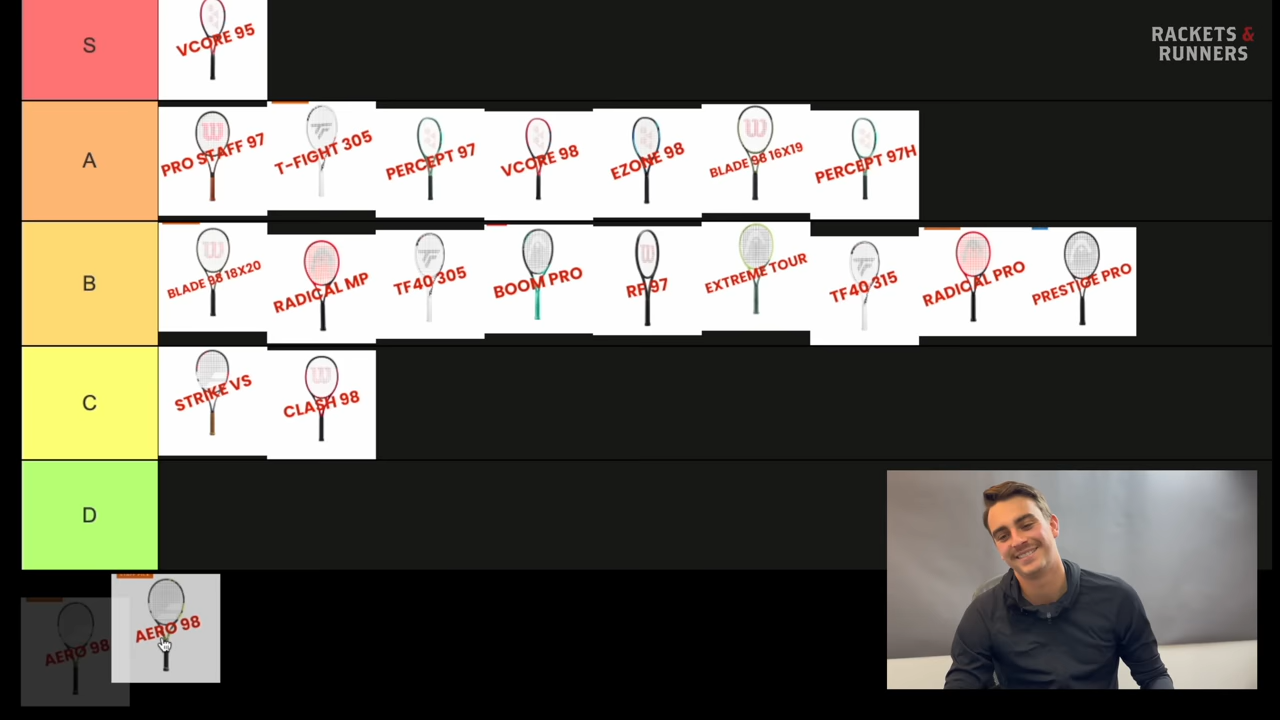 RACKETS &
RUNNERS
S
VCORE 95
A
PRO STAFF 97
T-FIGHT 305
PERCEPT 97
VCORE 98
EZONE 98
BLADE 98 16X19
PERCEPT 97H
B
BLADE 98 18X20
RADICAL MP
TF40 305
BOOM PRO
RF 97
EXTREME TOUR
TF40 315
RADICAL PRO
PRESTIGE PRO
C
STRIKE VS
CLASH 98
D
AERO 98
AERO 98